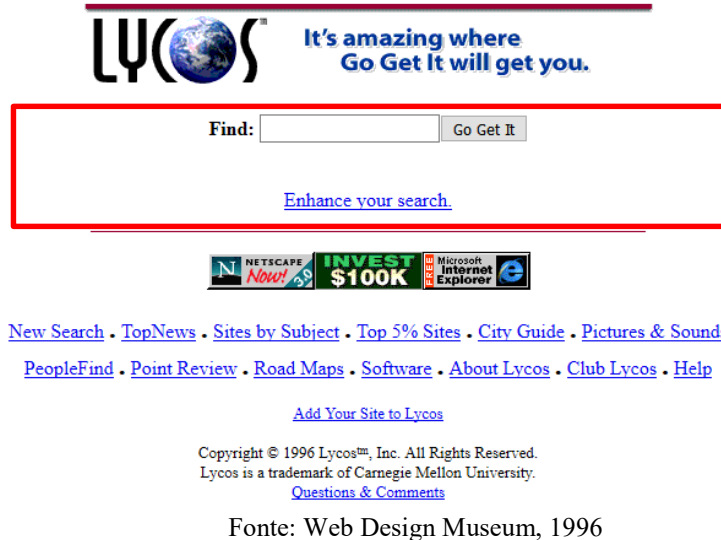 LYCOS™ It's amazing where
Go Get It will get you.
Find: Go Get It
Enhance your search.
N NETSCAPE Now! 3.0 INVEST $100K FREE Microsoft Internet Explorer
New Search . TopNews . Sites by Subject . Top 5% Sites . City Guide . Pictures & Sound
PeopleFind . Point Review . Road Maps . Software . About Lycos . Club Lycos . Help
Add Your Site to Lycos
Copyright © 1996 Lycos™, Inc. All Rights Reserved.
Lycos is a trademark of Carnegie Mellon University.
Questions & Comments
Fonte: Web Design Museum, 1996